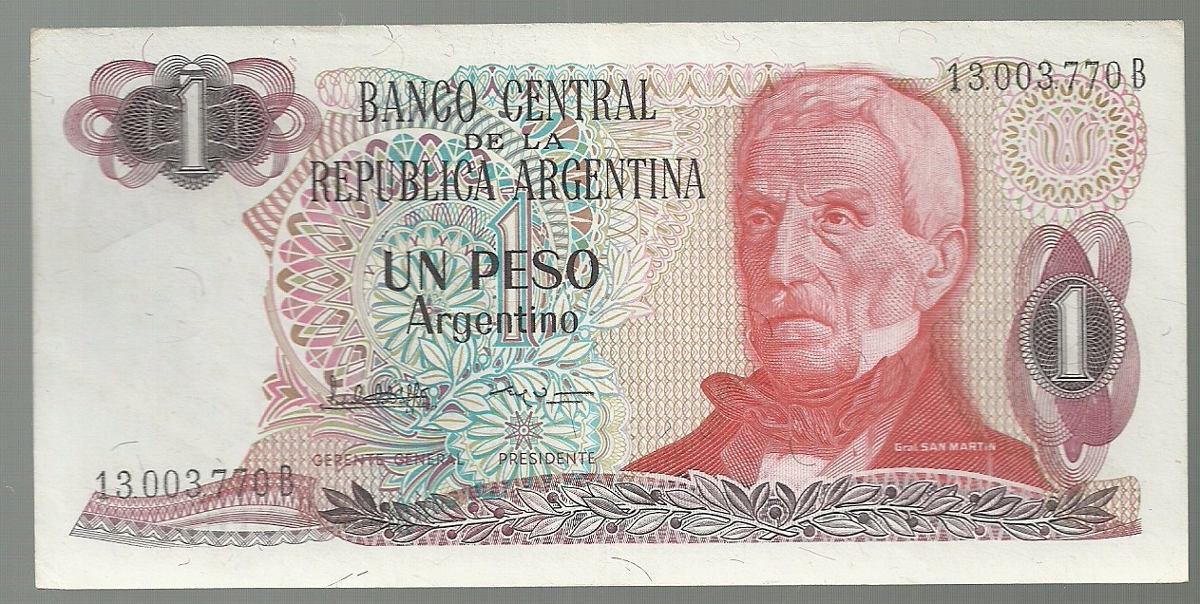 1
13.003.770 B
BANCO CENTRAL
DE LA
REPUBLICA ARGENTINA
1
UN PESO
Argentino
1
GERENTE GENERAL PRESIDENTE
Gral. SAN MARTIN
13.003.770 B